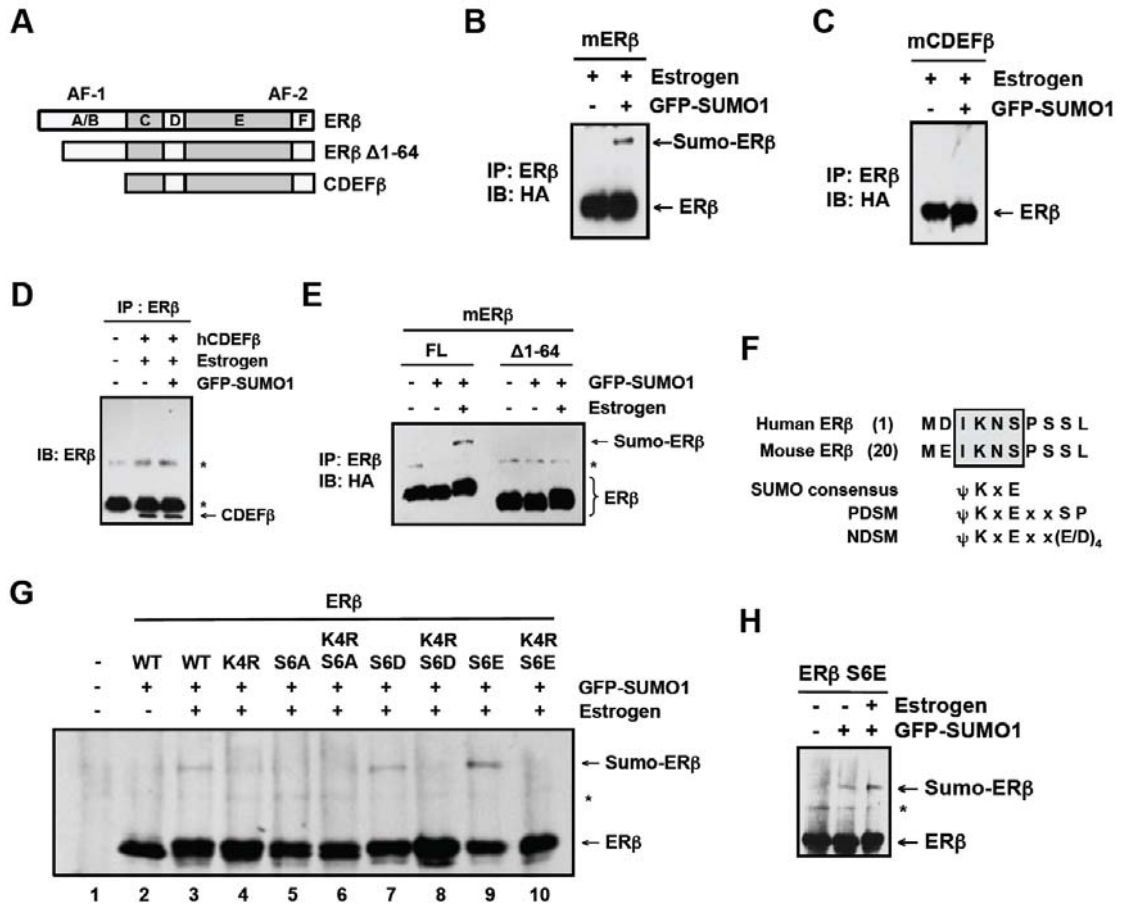 A
AF-1 AF-2
A/B C D E F ERβ
ERβ Δ1-64
CDEFβ
B
mERβ
+ + Estrogen
- + GFP-SUMO1
←Sumo-ERβ
IP: ERβ
IB: HA
← ERβ
C
mCDEFβ
+ + Estrogen
- + GFP-SUMO1
IP: ERβ
IB: HA
← ERβ
D
IP : ERβ
- + + hCDEFβ
- + + Estrogen
- - + GFP-SUMO1
IB: ERβ
*
*
← CDEFβ
E
mERβ
FL Δ1-64
- + + - + + GFP-SUMO1
- - + - - + Estrogen
← Sumo-ERβ
IP: ERβ
IB: HA
*
} ERβ
F
Human ERβ (1) M D I K N S P S S L
Mouse ERβ (20) M E I K N S P S S L
SUMO consensus ψ K x E
PDSM ψ K x E x x S P
NDSM ψ K x E x x (E/D)4
G
ERβ
- WT WT K4R S6A K4R S6A S6D K4R S6D S6E K4R S6E
- + + + + + + + + + GFP-SUMO1
- - + + + + + + + + Estrogen
← Sumo-ERβ
*
← ERβ
1 2 3 4 5 6 7 8 9 10
H
ERβ S6E
- - + Estrogen
- + + GFP-SUMO1
← Sumo-ERβ
*
← ERβ